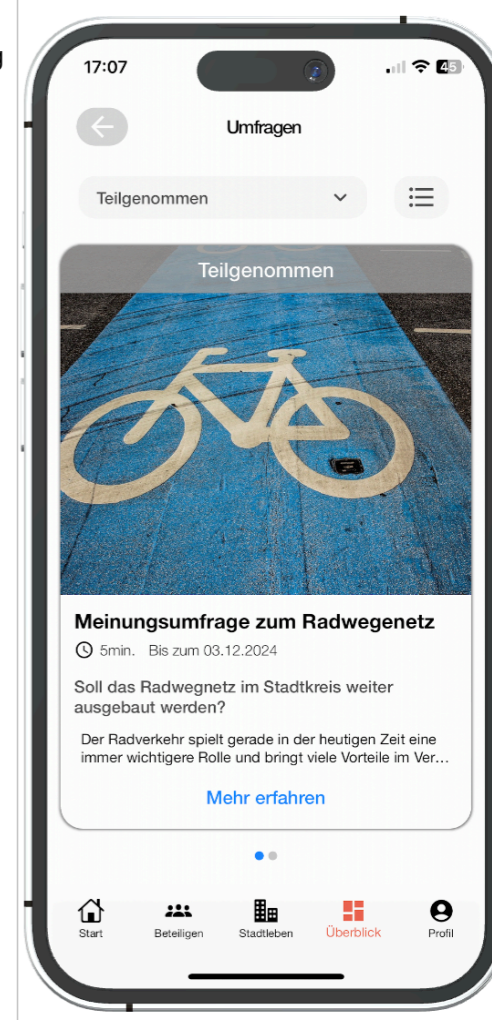 17:07
45
Umfragen
Teilgenommen
Teilgenommen
Meinungsumfrage zum Radwegenetz
5min. Bis zum 03.12.2024
Soll das Radwegnetz im Stadtkreis weiter
ausgebaut werden?
Der Radverkehr spielt gerade in der heutigen Zeit eine
immer wichtigere Rolle und bringt viele Vorteile im Ver...
Mehr erfahren
Start Beteiligen Stadtleben Überblick Profil